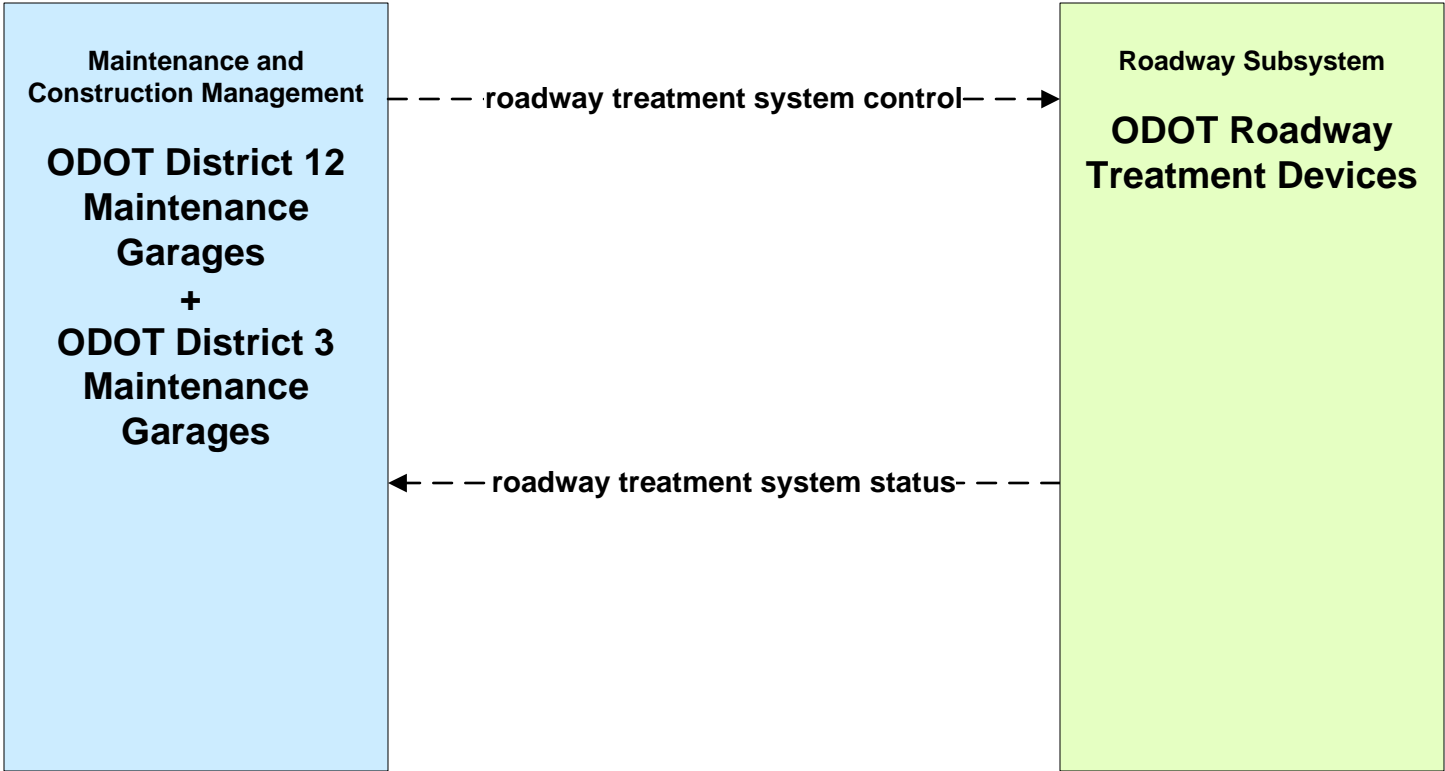 Maintenance and
Construction Management
ODOT District 12
Maintenance
Garages
+
ODOT District 3
Maintenance
Garages
roadway treatment system control
roadway treatment system status
Roadway Subsystem
ODOT Roadway
Treatment Devices